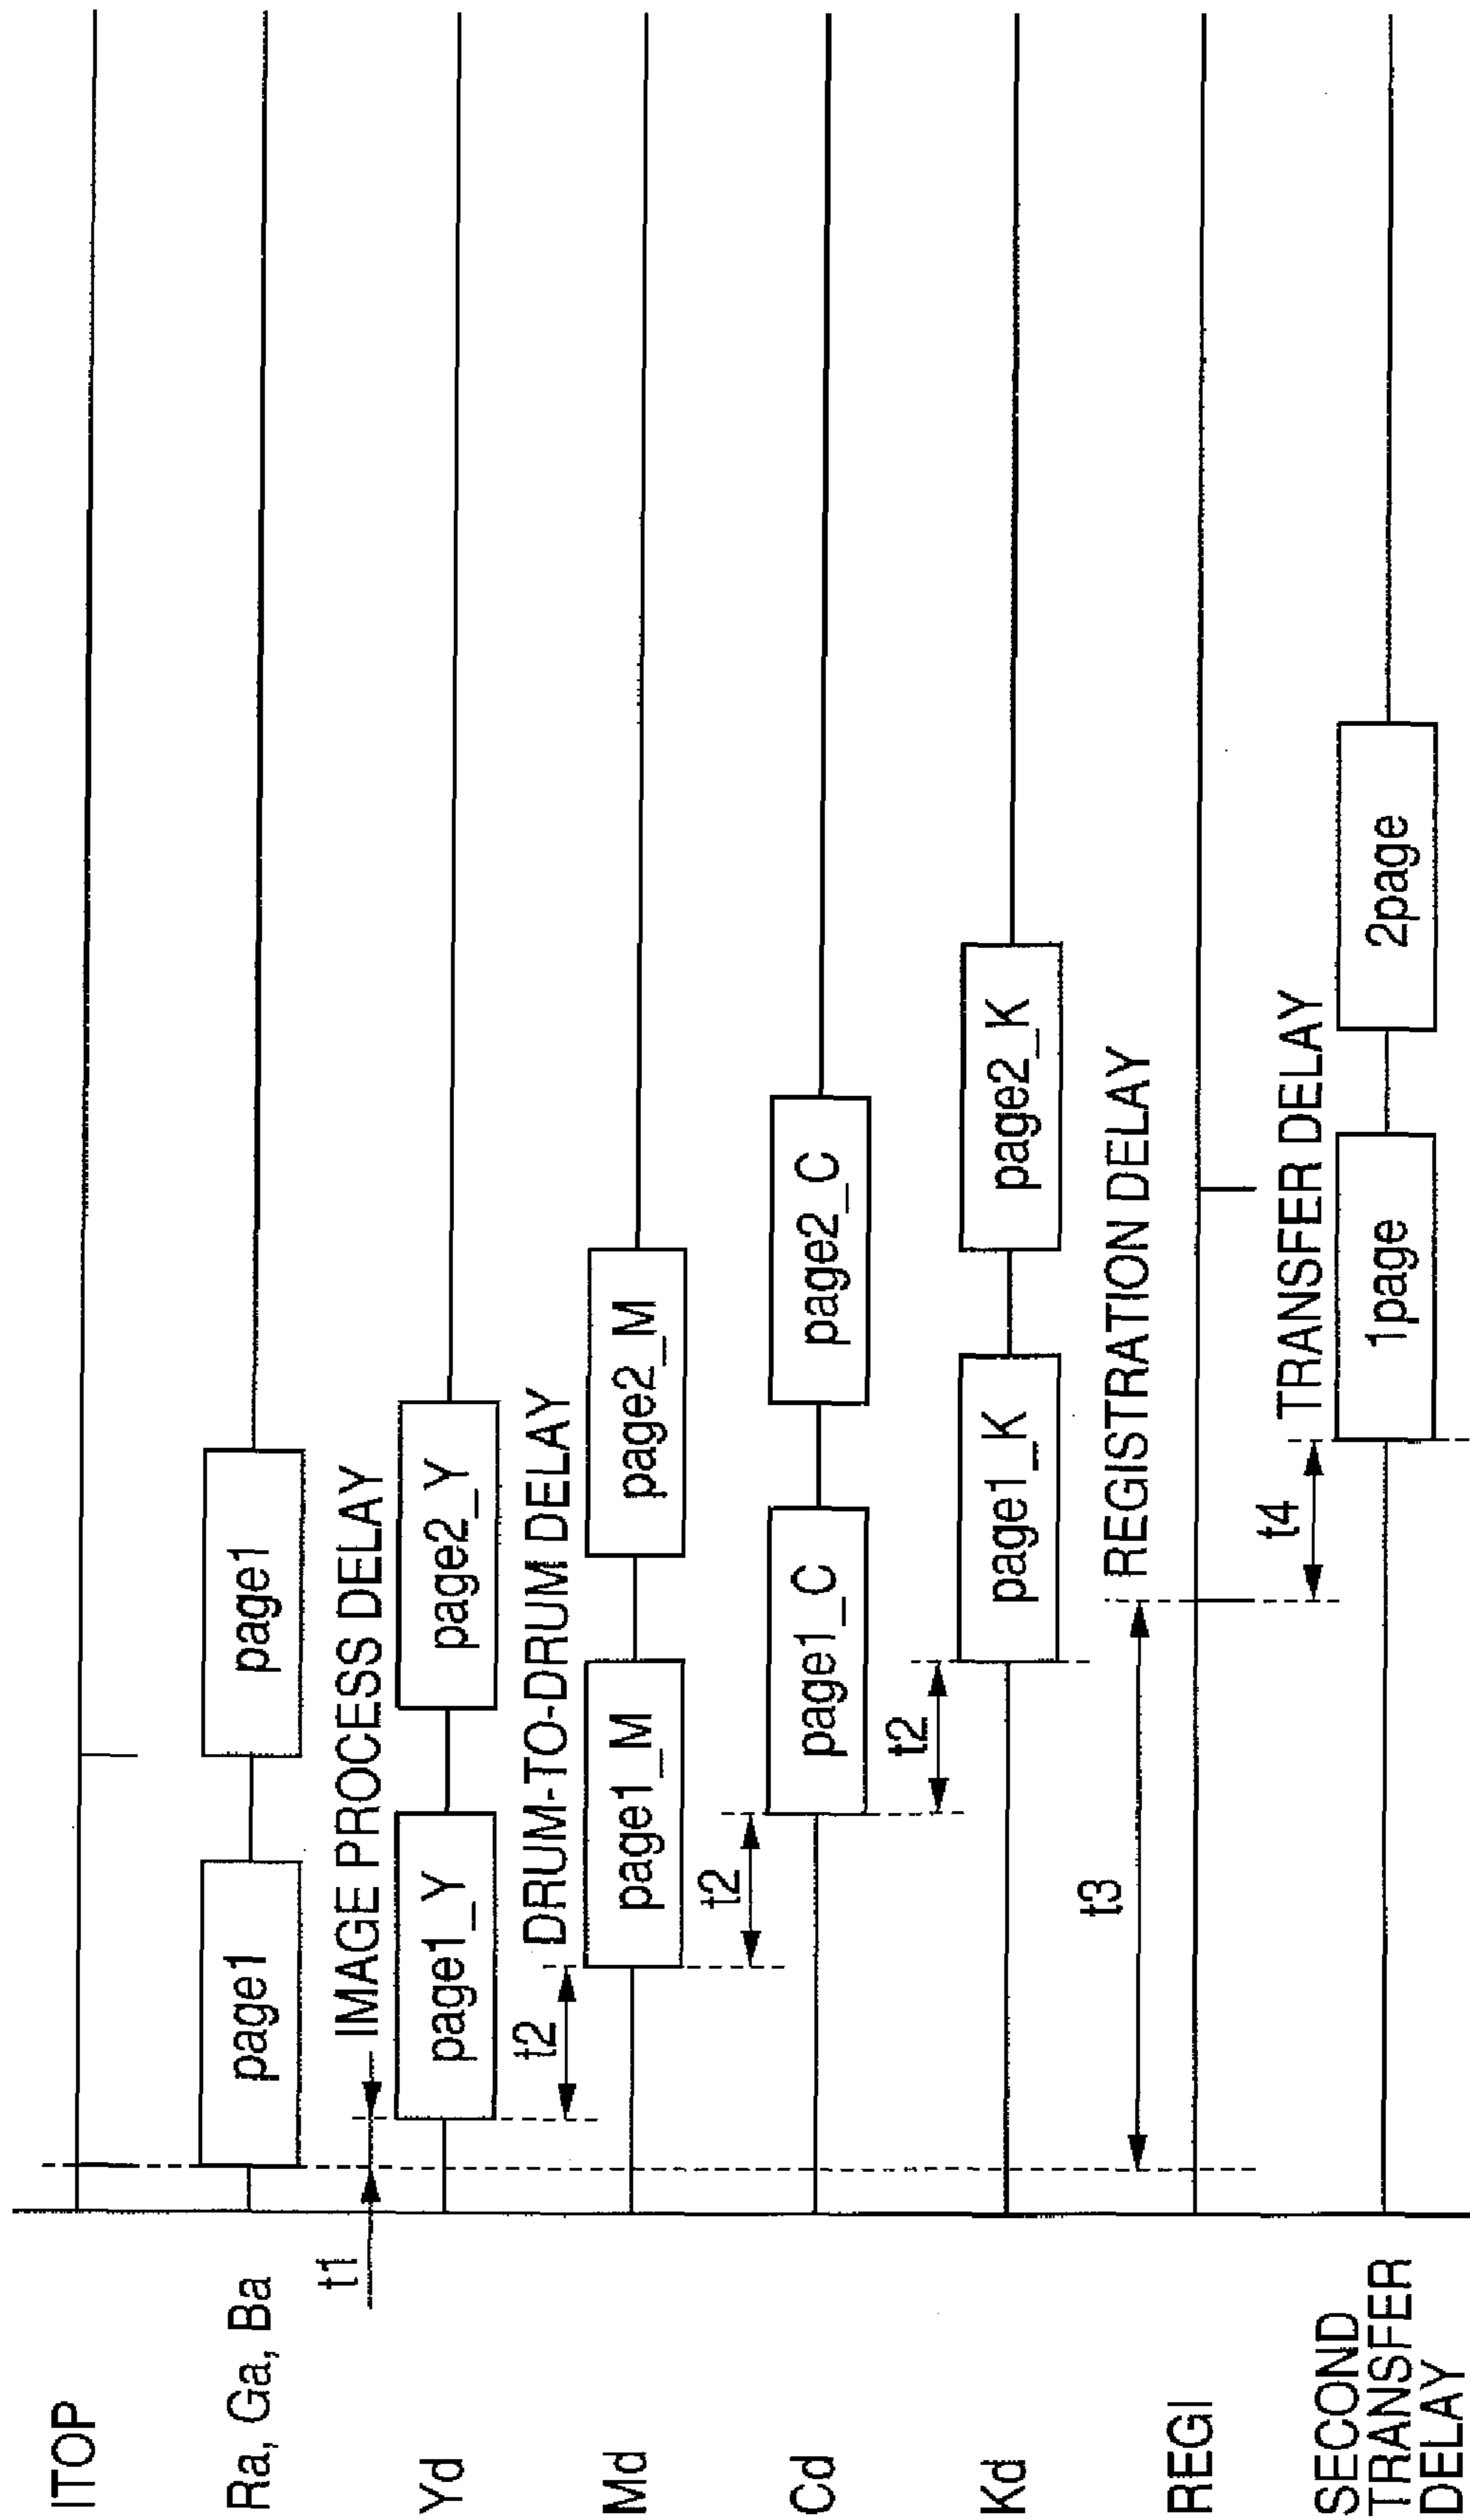 ITOP
Ra, Ga, Ba
page1
page1
t1
IMAGE PROCESS DELAY
Yd
page1_Y
page2_Y
t2
DRUM-TO-DRUM DELAY
Md
page1_M
page2_M
t2
Cd
page1_C
page2_C
t2
Kd
page1_K
page2_K
t3
REGISTRATION DELAY
REGI
t4
TRANSFER DELAY
SECOND
TRANSFER
DELAY
1page
2page